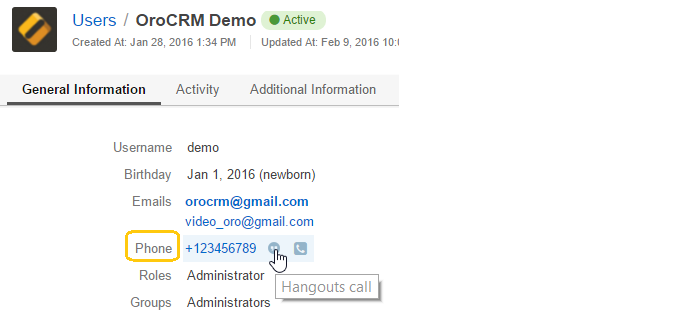 Users / OroCRM Demo Active
Created At: Jan 28, 2016 1:34 PM Updated At: Feb 9, 2016 10:0
General Information Activity Additional Information
Username demo
Birthday Jan 1, 2016 (newborn)
Emails orocrm@gmail.com
video_oro@gmail.com
Phone +123456789
Roles Administrator
Hangouts call
Groups Administrators